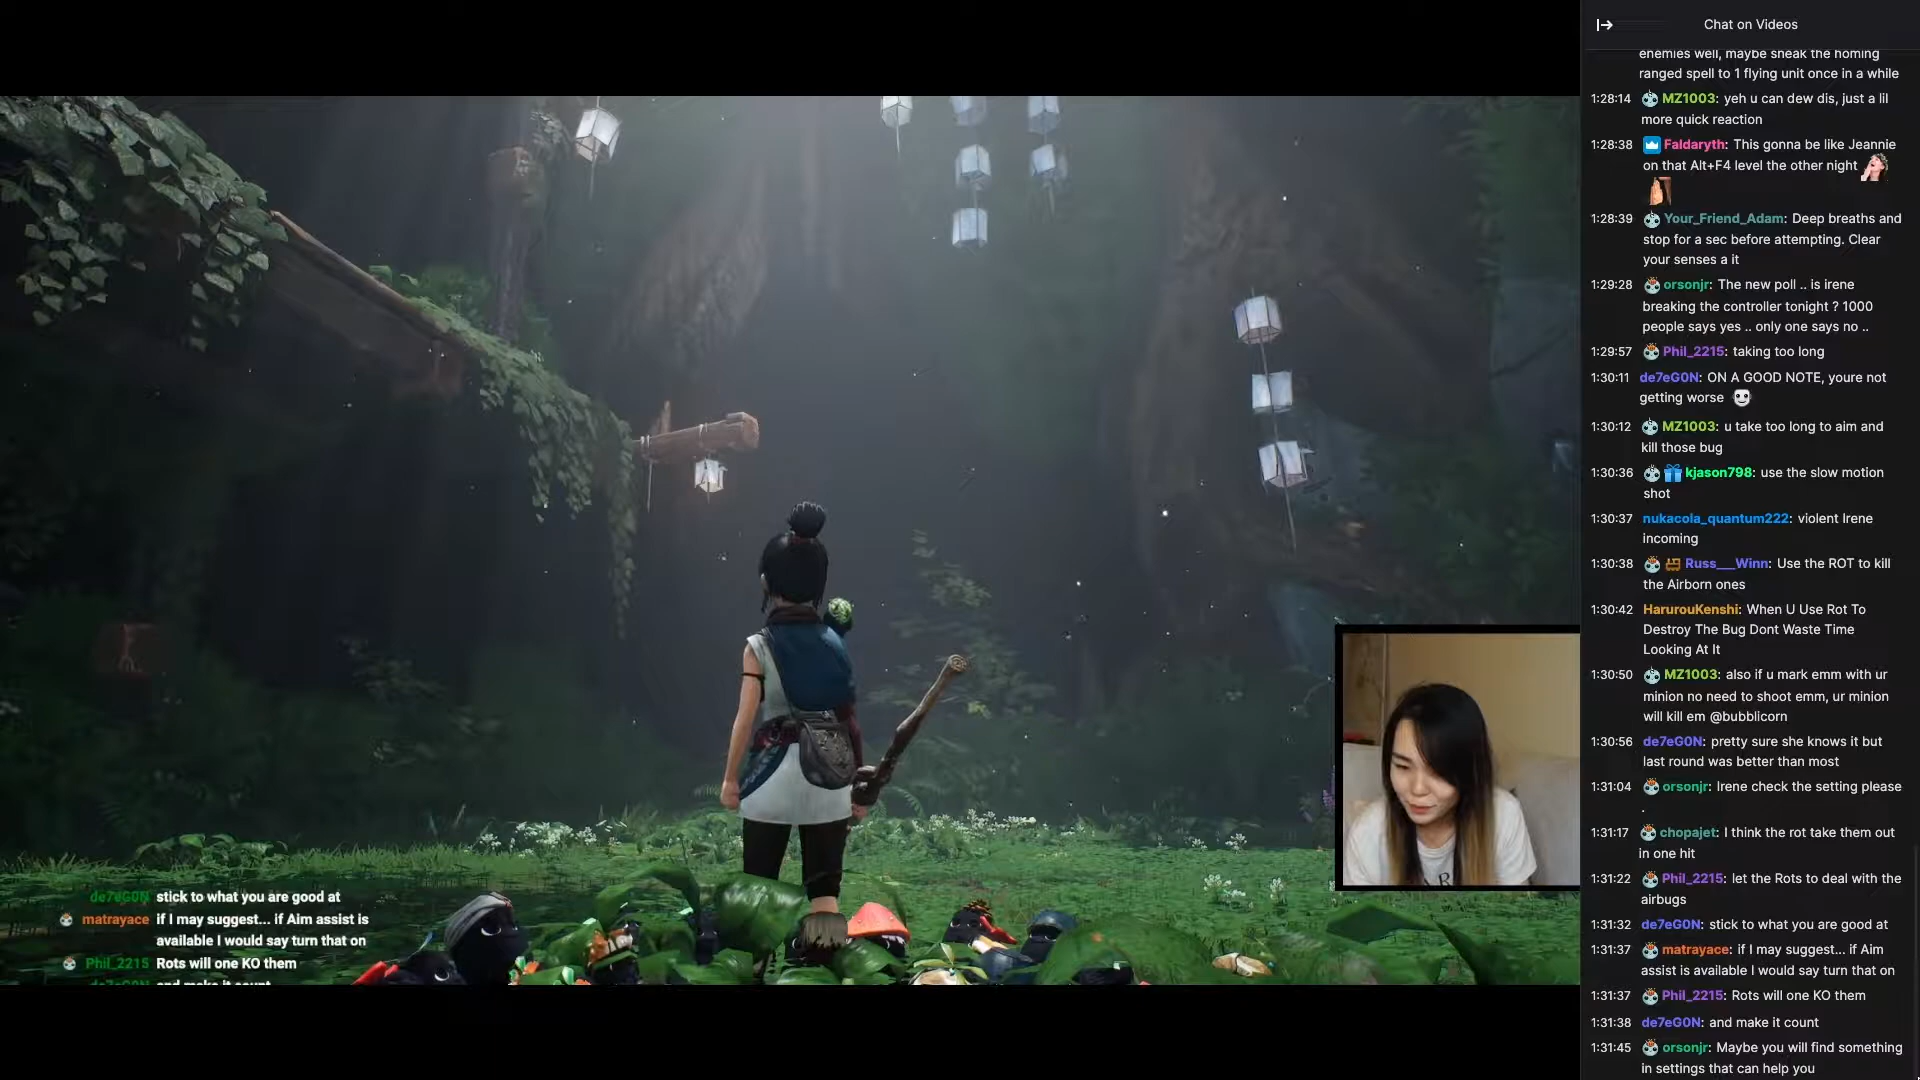 Chat on Videos
enemies well, maybe sneak the homing
ranged spell to 1 flying unit once in a while
1:28:14 MZ1003: yeh u can dew dis, just a lil
more quick reaction
1:28:38 Faldaryth: This gonna be like Jeannie
on that Alt+F4 level the other night
1:28:39 Your_Friend_Adam: Deep breaths and
stop for a sec before attempting. Clear
your senses a it
1:29:28 orsonjr: The new poll .. is irene
breaking the controller tonight ? 1000
people says yes .. only one says no ..
1:29:57 Phil_2215: taking too long
1:30:11 de7eG0N: ON A GOOD NOTE, youre not
getting worse
1:30:12 MZ1003: u take too long to aim and
kill those bug
1:30:36 kjason798: use the slow motion
shot
1:30:37 nukacola_quantum222: violent Irene
incoming
1:30:38 Russ___Winn: Use the ROT to kill
the Airborn ones
1:30:42 HarurouKenshi: When U Use Rot To
Destroy The Bug Dont Waste Time
Looking At It
1:30:50 MZ1003: also if u mark emm with ur
minion no need to shoot emm, ur minion
will kill em @bubblicorn
1:30:56 de7eG0N: pretty sure she knows it but
last round was better than most
1:31:04 orsonjr: Irene check the setting please
.
1:31:17 chopajet: I think the rot take them out
in one hit
1:31:22 Phil_2215: let the Rots to deal with the
airbugs
1:31:32 de7eG0N: stick to what you are good at
1:31:37 matrayace: if I may suggest... if Aim
assist is available I would say turn that on
1:31:37 Phil_2215: Rots will one KO them
1:31:38 de7eG0N: and make it count
1:31:45 orsonjr: Maybe you will find something
in settings that can help you
de7eG0N stick to what you are good at
matrayace if I may suggest... if Aim assist is
available I would say turn that on
Phil_2215 Rots will one KO them
de7eG0N and make it count